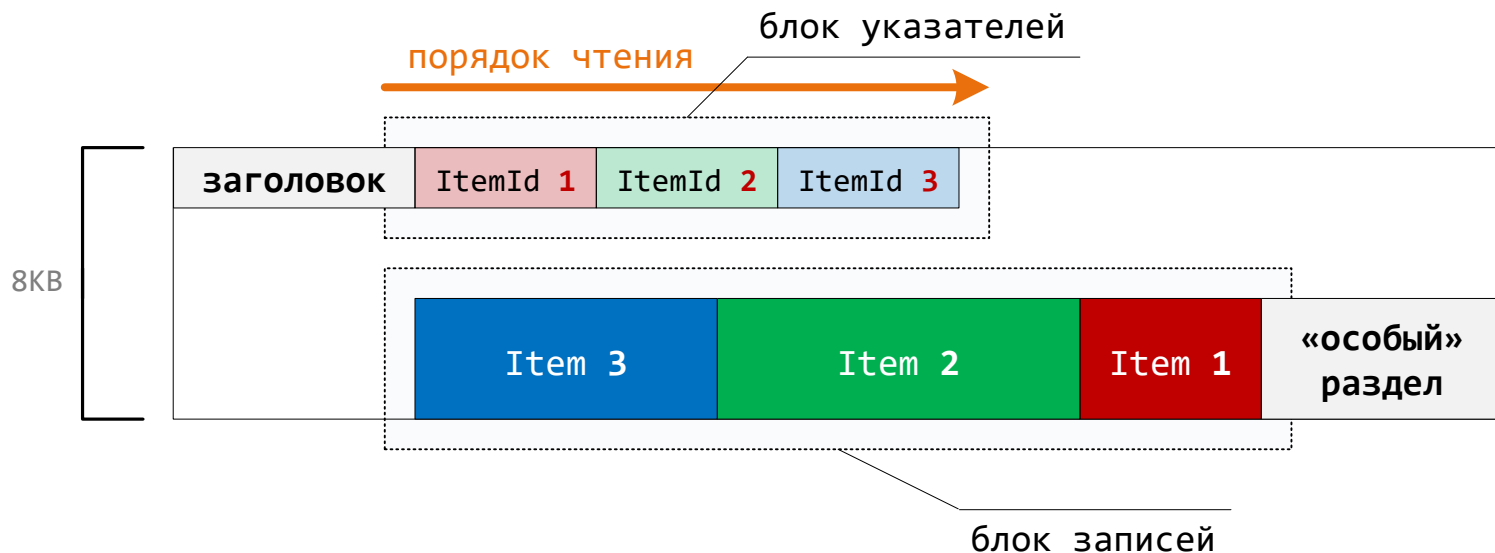 блок указателей
порядок чтения
заголовок
ItemId 1
ItemId 2
ItemId 3
8KB
Item 3
Item 2
Item 1
«особый»
раздел
блок записей